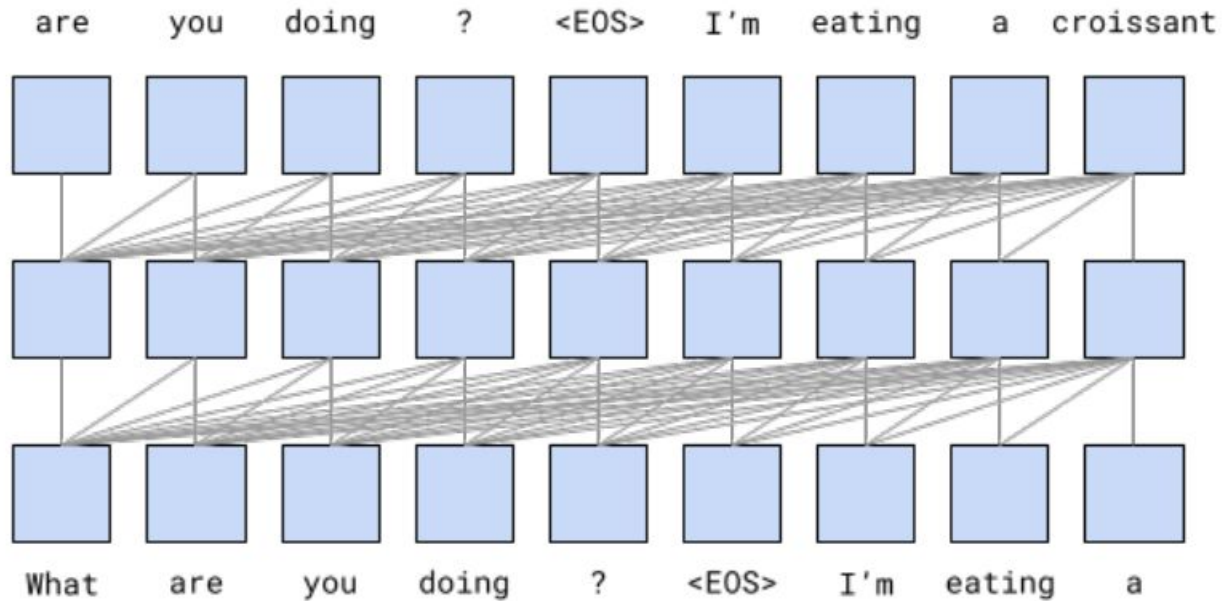 are you doing ? <EOS> I'm eating a croissant
What are you doing ? <EOS> I'm eating a